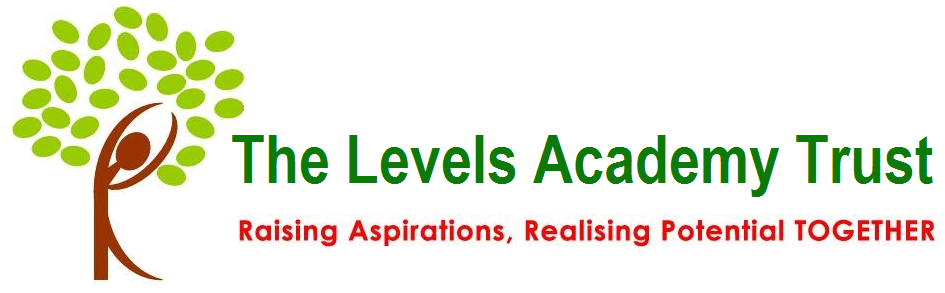 The Levels Academy Trust
Raising Aspirations, Realising Potential TOGETHER